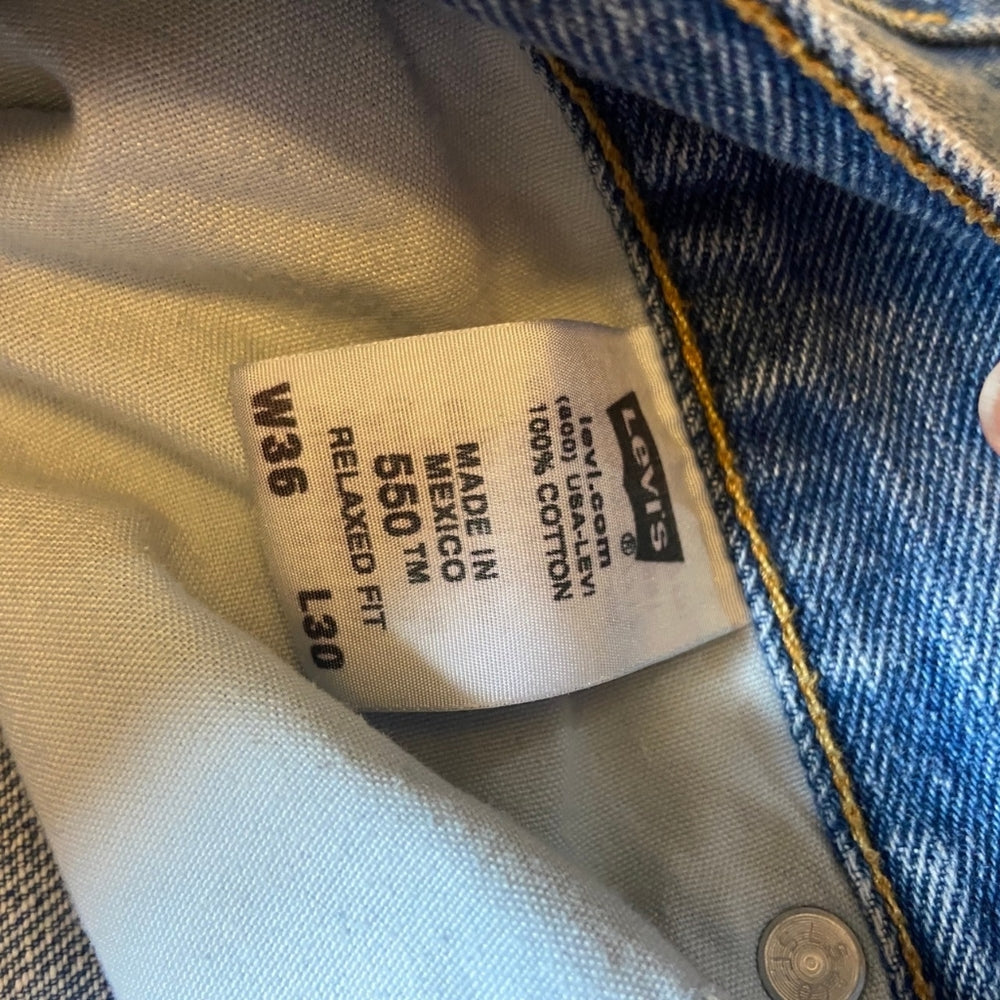 LEVI'S
®
levi.com
(800) USA-LEVI
100% COTTON
MADE IN
MEXICO
550 TM
RELAXED FIT
W36 L30